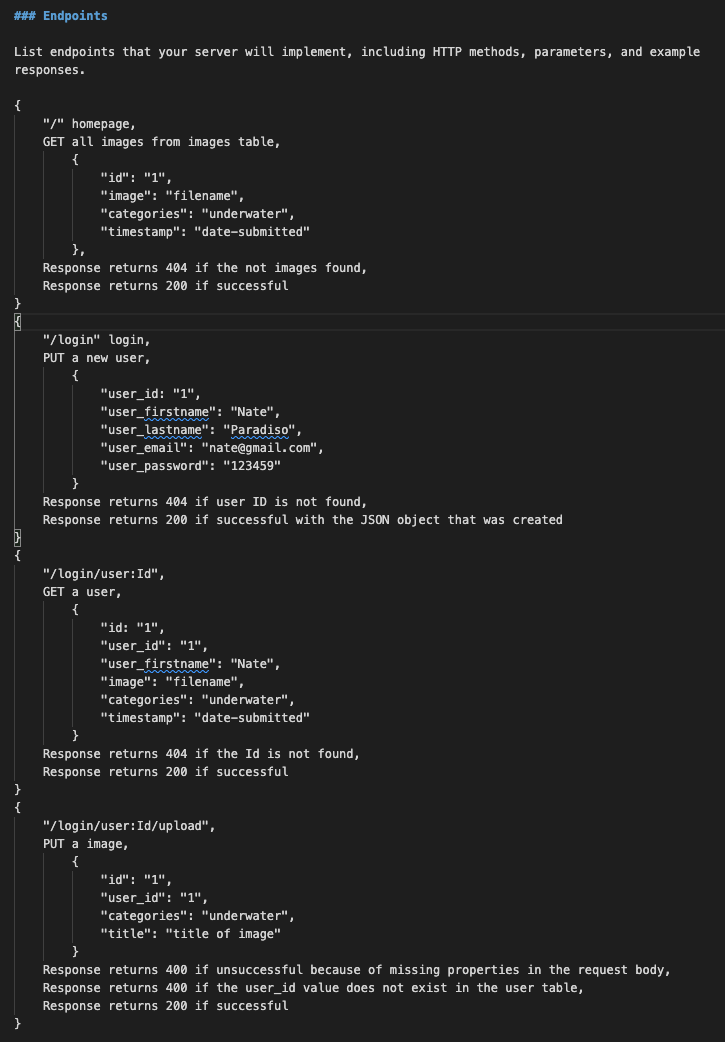 ### Endpoints
List endpoints that your server will implement, including HTTP methods, parameters, and example
responses.
{
"/" homepage,
GET all images from images table,
{
"id": "1",
"image": "filename",
"categories": "underwater",
"timestamp": "date-submitted"
},
Response returns 404 if the not images found,
Response returns 200 if successful
}
{
"/login" login,
PUT a new user,
{
"user_id: "1",
"user_firstname": "Nate",
"user_lastname": "Paradiso",
"user_email": "nate@gmail.com",
"user_password": "123459"
}
Response returns 404 if user ID is not found,
Response returns 200 if successful with the JSON object that was created
}
{
"/login/user:Id",
GET a user,
{
"id: "1",
"user_id": "1",
"user_firstname": "Nate",
"image": "filename",
"categories": "underwater",
"timestamp": "date-submitted"
}
Response returns 404 if the Id is not found,
Response returns 200 if successful
}
{
"/login/user:Id/upload",
PUT a image,
{
"id": "1",
"user_id": "1",
"categories": "underwater",
"title": "title of image"
}
Response returns 400 if unsuccessful because of missing properties in the request body,
Response returns 400 if the user_id value does not exist in the user table,
Response returns 200 if successful
}